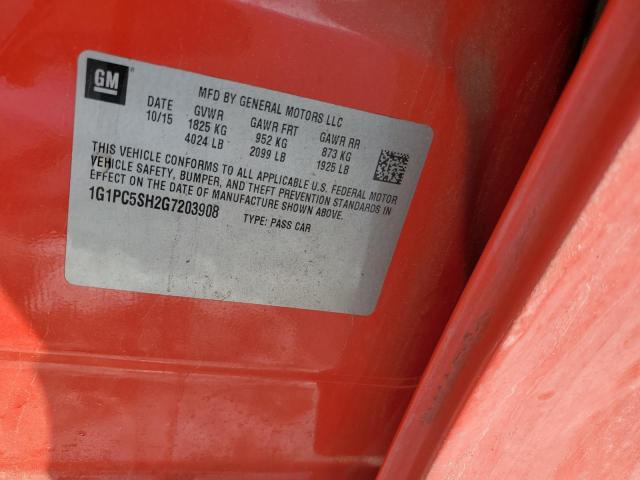 GM
MFD BY GENERAL MOTORS LLC
DATE GVWR GAWR FRT GAWR RR
10/15 1825 KG 952 KG 873 KG
4024 LB 2099 LB 1925 LB
THIS VEHICLE CONFORMS TO ALL APPLICABLE U.S. FEDERAL MOTOR
VEHICLE SAFETY, BUMPER, AND THEFT PREVENTION STANDARDS IN
EFFECT ON THE DATE OF MANUFACTURE SHOWN ABOVE.
1G1PC5SH2G7203908 TYPE: PASS CAR